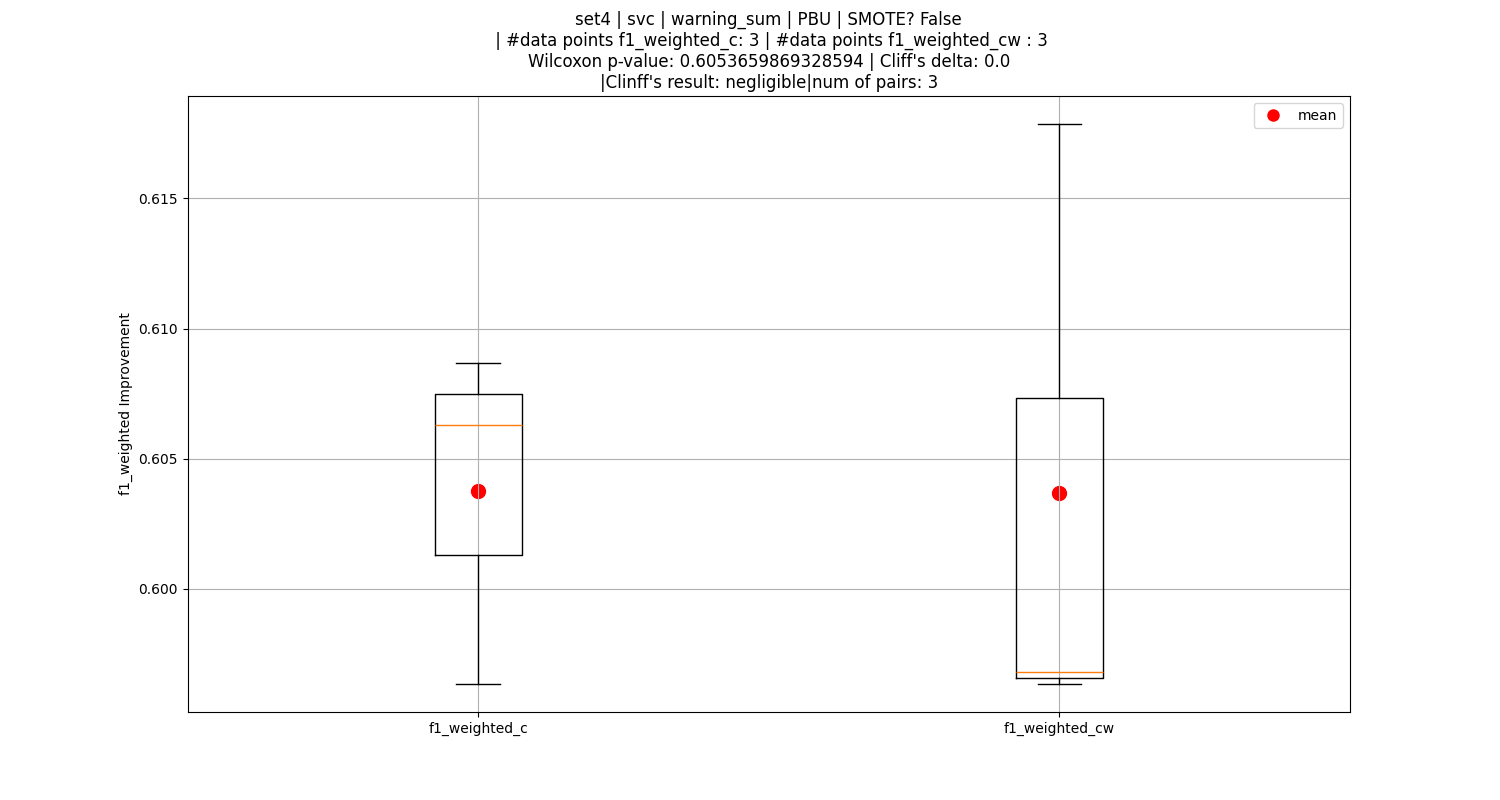 set4 | svc | warning_sum | PBU | SMOTE? False
| #data points f1_weighted_c: 3 | #data points f1_weighted_cw : 3
Wilcoxon p-value: 0.6053659869328594 | Cliff's delta: 0.0
|Clinff's result: negligible|num of pairs: 3
mean
0.615
0.610
0.605
0.600
f1_weighted Improvement
f1_weighted_c
f1_weighted_cw